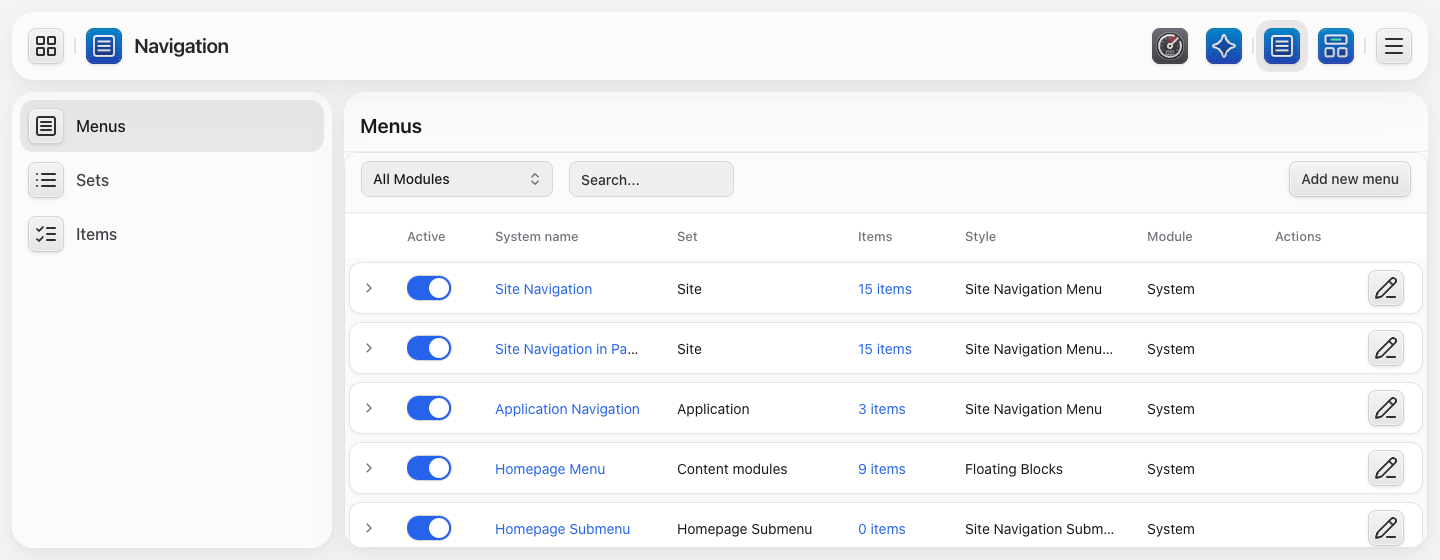 Navigation
Menus
Sets
Items
Menus
All Modules
Search...
Add new menu
Active System name Set Items Style Module Actions
Site Navigation Site 15 items Site Navigation Menu System
Site Navigation in Pa... Site 15 items Site Navigation Menu... System
Application Navigation Application 3 items Site Navigation Menu System
Homepage Menu Content modules 9 items Floating Blocks System
Homepage Submenu Homepage Submenu 0 items Site Navigation Subm... System